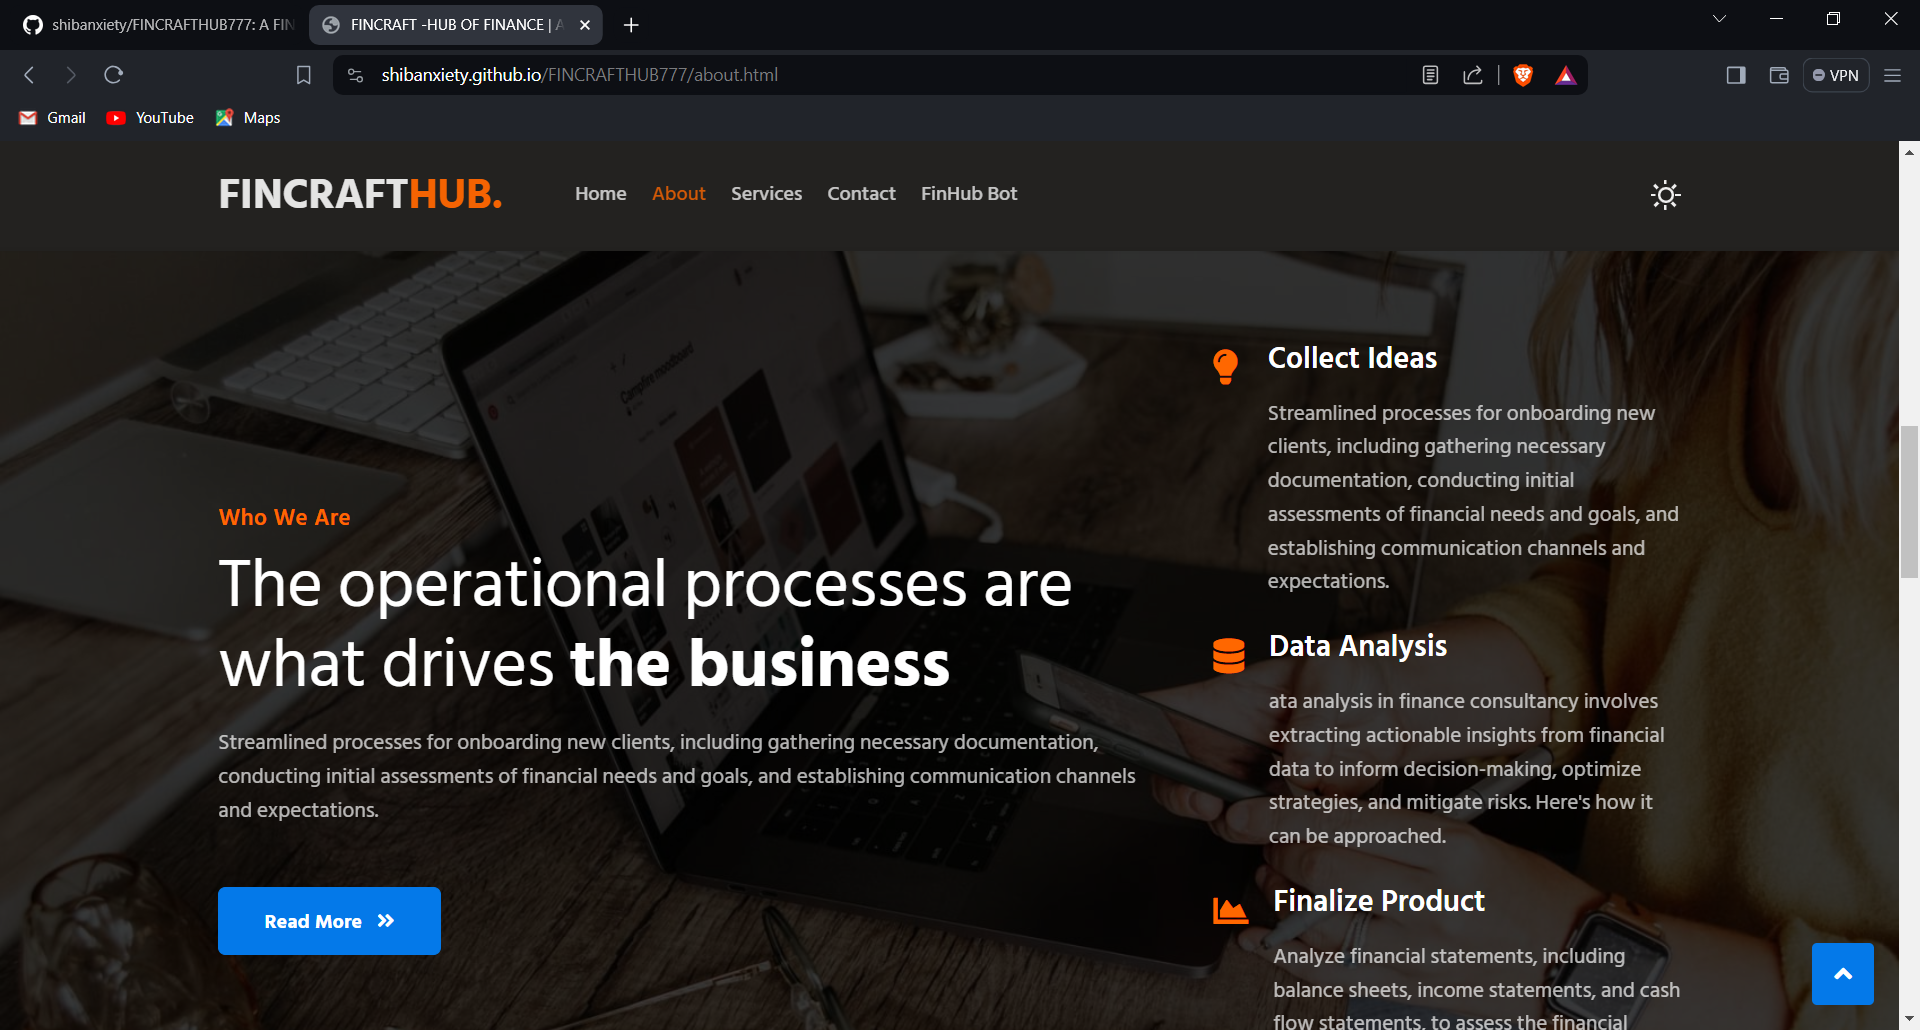 shibanxiety/FINCRAFTHUB777: A FIN
FINCRAFT -HUB OF FINANCE | A
shibanxiety.github.io/FINCRAFTHUB777/about.html
VPN
Gmail
YouTube
Maps
FINCRAFTHUB.
Home
About
Services
Contact
FinHub Bot
Campfire moodboard
Who We Are
The operational processes are
what drives the business
Streamlined processes for onboarding new clients, including gathering necessary documentation,
conducting initial assessments of financial needs and goals, and establishing communication channels
and expectations.
Read More
Collect Ideas
Streamlined processes for onboarding new
clients, including gathering necessary
documentation, conducting initial
assessments of financial needs and goals, and
establishing communication channels and
expectations.
Data Analysis
ata analysis in finance consultancy involves
extracting actionable insights from financial
data to inform decision-making, optimize
strategies, and mitigate risks. Here's how it
can be approached.
Finalize Product
Analyze financial statements, including
balance sheets, income statements, and cash
flow statements, to assess the financial